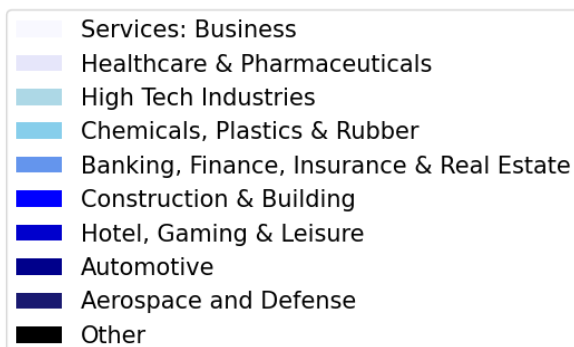 Services: Business
Healthcare & Pharmaceuticals
High Tech Industries
Chemicals, Plastics & Rubber
Banking, Finance, Insurance & Real Estate
Construction & Building
Hotel, Gaming & Leisure
Automotive
Aerospace and Defense
Other